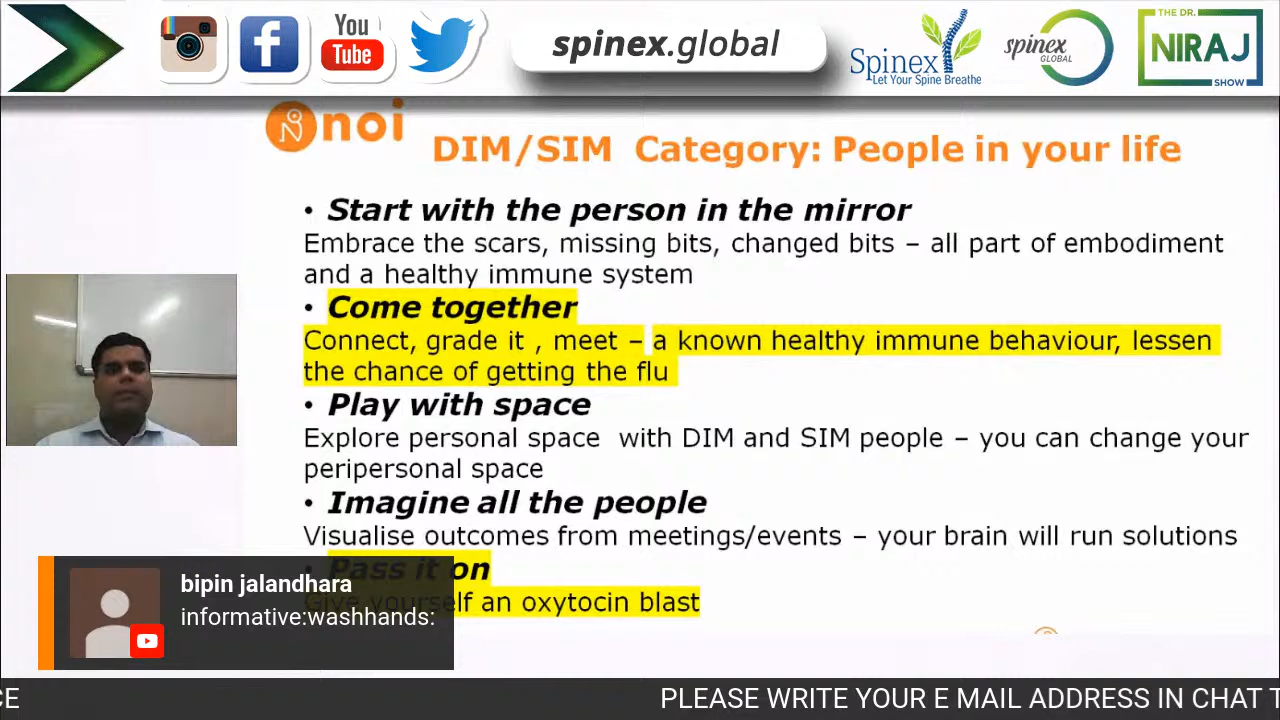 You
Tube
spinex.global
Spinex
Let Your Spine Breathe
spinex
GLOBAL
THE DR.
NIRAJ
SHOW
noi
DIM/SIM Category: People in your life
• Start with the person in the mirror
Embrace the scars, missing bits, changed bits – all part of embodiment
and a healthy immune system
• Come together
Connect, grade it , meet – a known healthy immune behaviour, lessen
the chance of getting the flu
• Play with space
Explore personal space with DIM and SIM people – you can change your
peripersonal space
• Imagine all the people
Visualise outcomes from meetings/events – your brain will run solutions
• Pass it on
Give yourself an oxytocin blast
bipin jalandhara
informative:washhands:
CE
PLEASE WRITE YOUR E MAIL ADDRESS IN CHAT T